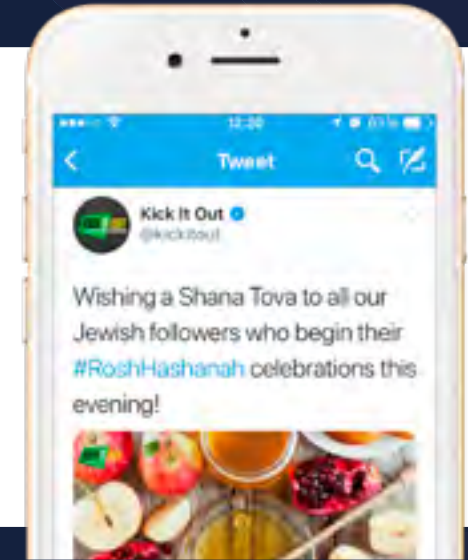 12:30
Tweet
Kick It Out
@kickitout
Wishing a Shana Tova to all our
Jewish followers who begin their
#RoshHashanah celebrations this
evening!